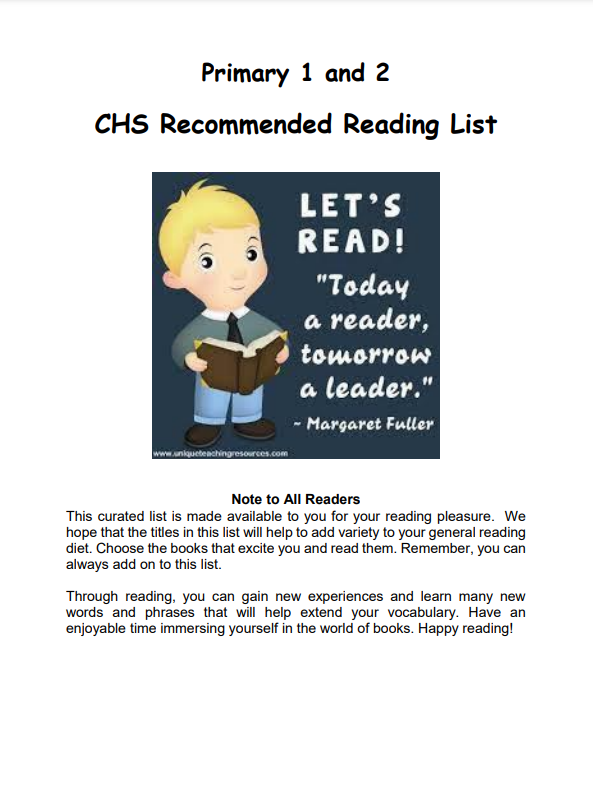 Primary 1 and 2
CHS Recommended Reading List
LET'S
READ!
"Today
a reader,
tomorrow
a leader."
~ Margaret Fuller
www.uniqueteachingresources.com
Note to All Readers
This curated list is made available to you for your reading pleasure. We
hope that the titles in this list will help to add variety to your general reading
diet. Choose the books that excite you and read them. Remember, you can
always add on to this list.
Through reading, you can gain new experiences and learn many new
words and phrases that will help extend your vocabulary. Have an
enjoyable time immersing yourself in the world of books. Happy reading!